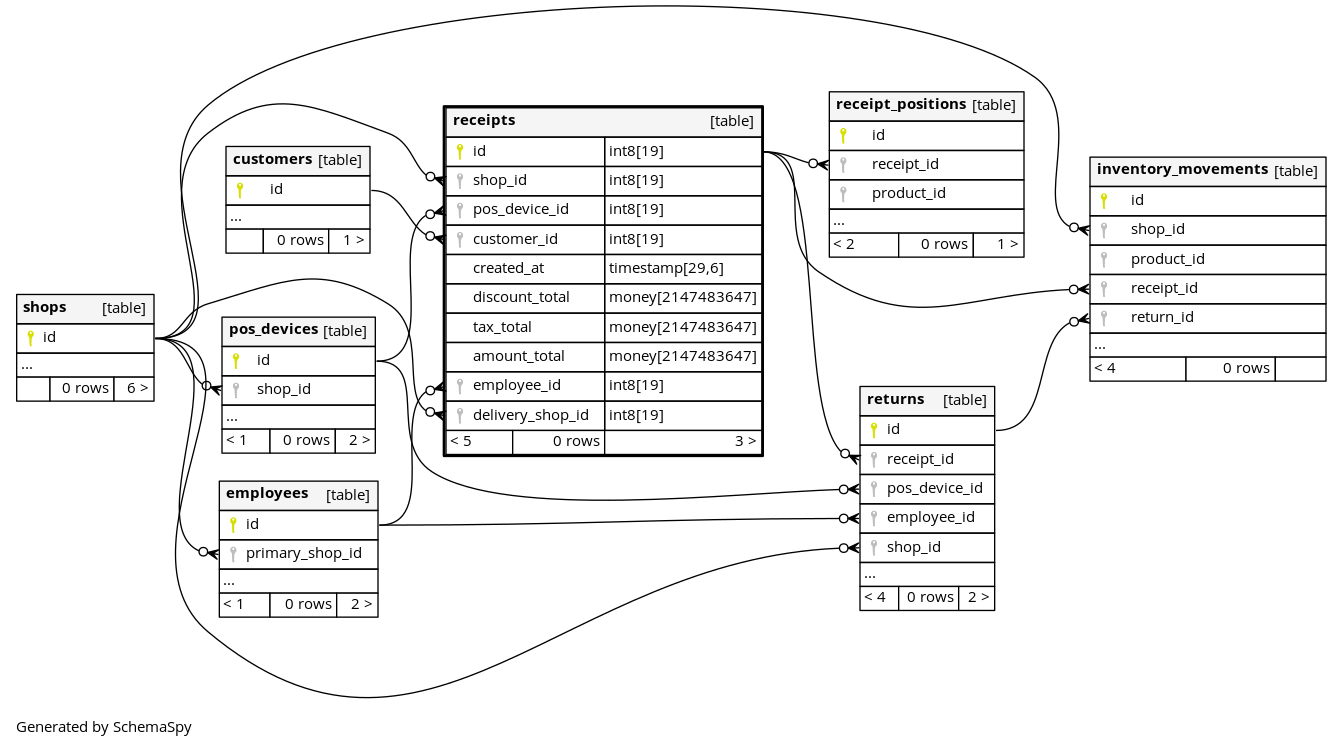 shops [table]
id
...
0 rows 6 >
customers [table]
id
...
0 rows 1 >
pos_devices [table]
id
shop_id
...
< 1 0 rows 2 >
employees [table]
id
primary_shop_id
...
< 1 0 rows 2 >
receipts [table]
id int8[19]
shop_id int8[19]
pos_device_id int8[19]
customer_id int8[19]
created_at timestamp[29,6]
discount_total money[2147483647]
tax_total money[2147483647]
amount_total money[2147483647]
employee_id int8[19]
delivery_shop_id int8[19]
< 5 0 rows 3 >
receipt_positions [table]
id
receipt_id
product_id
...
< 2 0 rows 1 >
returns [table]
id
receipt_id
pos_device_id
employee_id
shop_id
...
< 4 0 rows 2 >
inventory_movements [table]
id
shop_id
product_id
receipt_id
return_id
...
< 4 0 rows
Generated by SchemaSpy